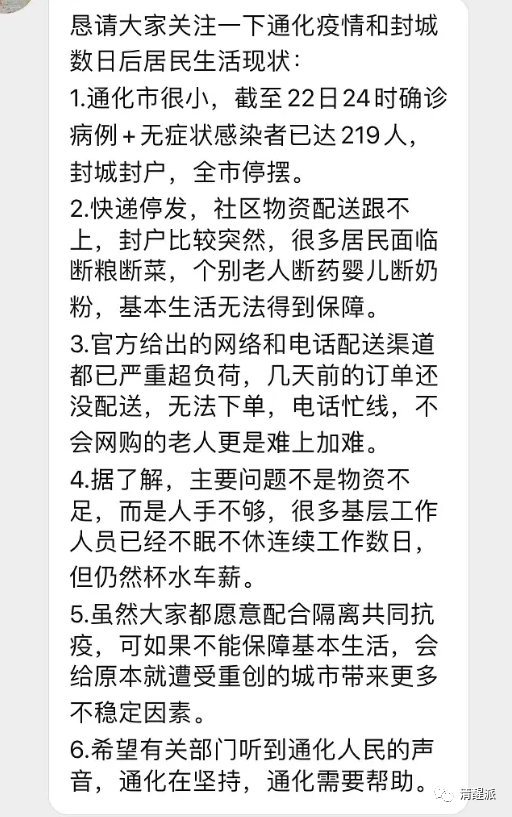 恳请大家关注一下通化疫情和封城
数日后居民生活现状：
1.通化市很小，截至22日24时确诊
病例+无症状感染者已达219人，
封城封户，全市停摆。
2.快递停发，社区物资配送跟不
上，封户比较突然，很多居民面临
断粮断菜，个别老人断药婴儿断奶
粉，基本生活无法得到保障。
3.官方给出的网络和电话配送渠道
都已严重超负荷，几天前的订单还
没配送，无法下单，电话忙线，不
会网购的老人更是难上加难。
4.据了解，主要问题不是物资不
足，而是人手不够，很多基层工作
人员已经不眠不休连续工作数日，
但仍然杯水车薪。
5.虽然大家都愿意配合隔离共同抗
疫，可如果不能保障基本生活，会
给原本就遭受重创的城市带来更多
不稳定因素。
6.希望有关部门听到通化人民的声
音，通化在坚持，通化需要帮助。
清醒派